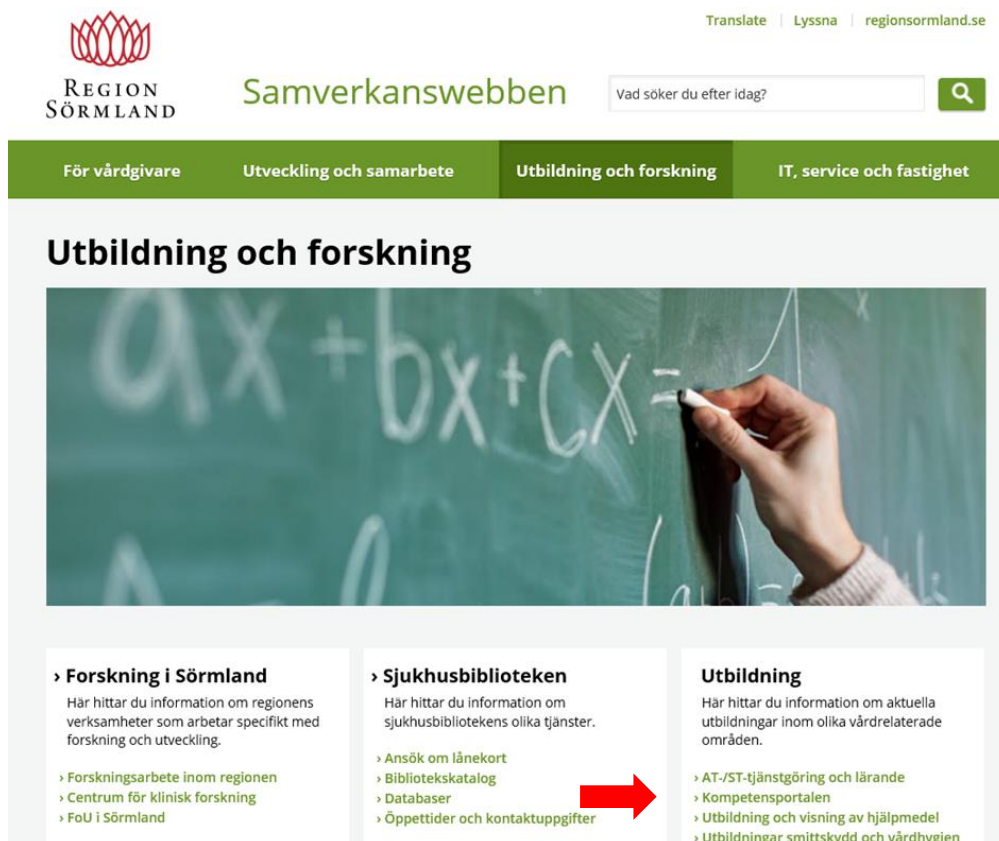 Translate | Lyssna | regionsormland.se
REGION
SÖRMLAND
Samverkanswebben
Vad söker du efter idag?
För vårdgivare
Utveckling och samarbete
Utbildning och forskning
IT, service och fastighet
Utbildning och forskning
ax + bx + cx =
› Forskning i Sörmland
Här hittar du information om regionens
verksamheter som arbetar specifikt med
forskning och utveckling.
› Forskningsarbete inom regionen
› Centrum för klinisk forskning
› FoU i Sörmland
› Sjukhusbiblioteken
Här hittar du information om
sjukhusbibliotekens olika tjänster.
› Ansök om lånekort
› Bibliotekskatalog
› Databaser
› Öppettider och kontaktuppgifter
Utbildning
Här hittar du information om aktuella
utbildningar inom olika vårdrelaterade
områden.
› AT-/ST-tjänstgöring och lärande
› Kompetensportalen
› Utbildning och visning av hjälpmedel
› Utbildningar smittskydd och vårdhygien